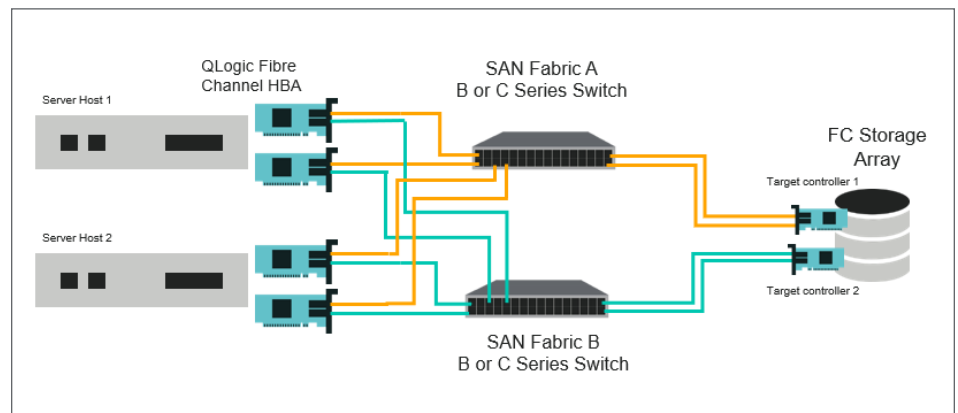 QLogic Fibre
Channel HBA
SAN Fabric A
B or C Series Switch
Server Host 1
FC Storage
Array
Target controller 1
Server Host 2
Target controller 2
SAN Fabric B
B or C Series Switch